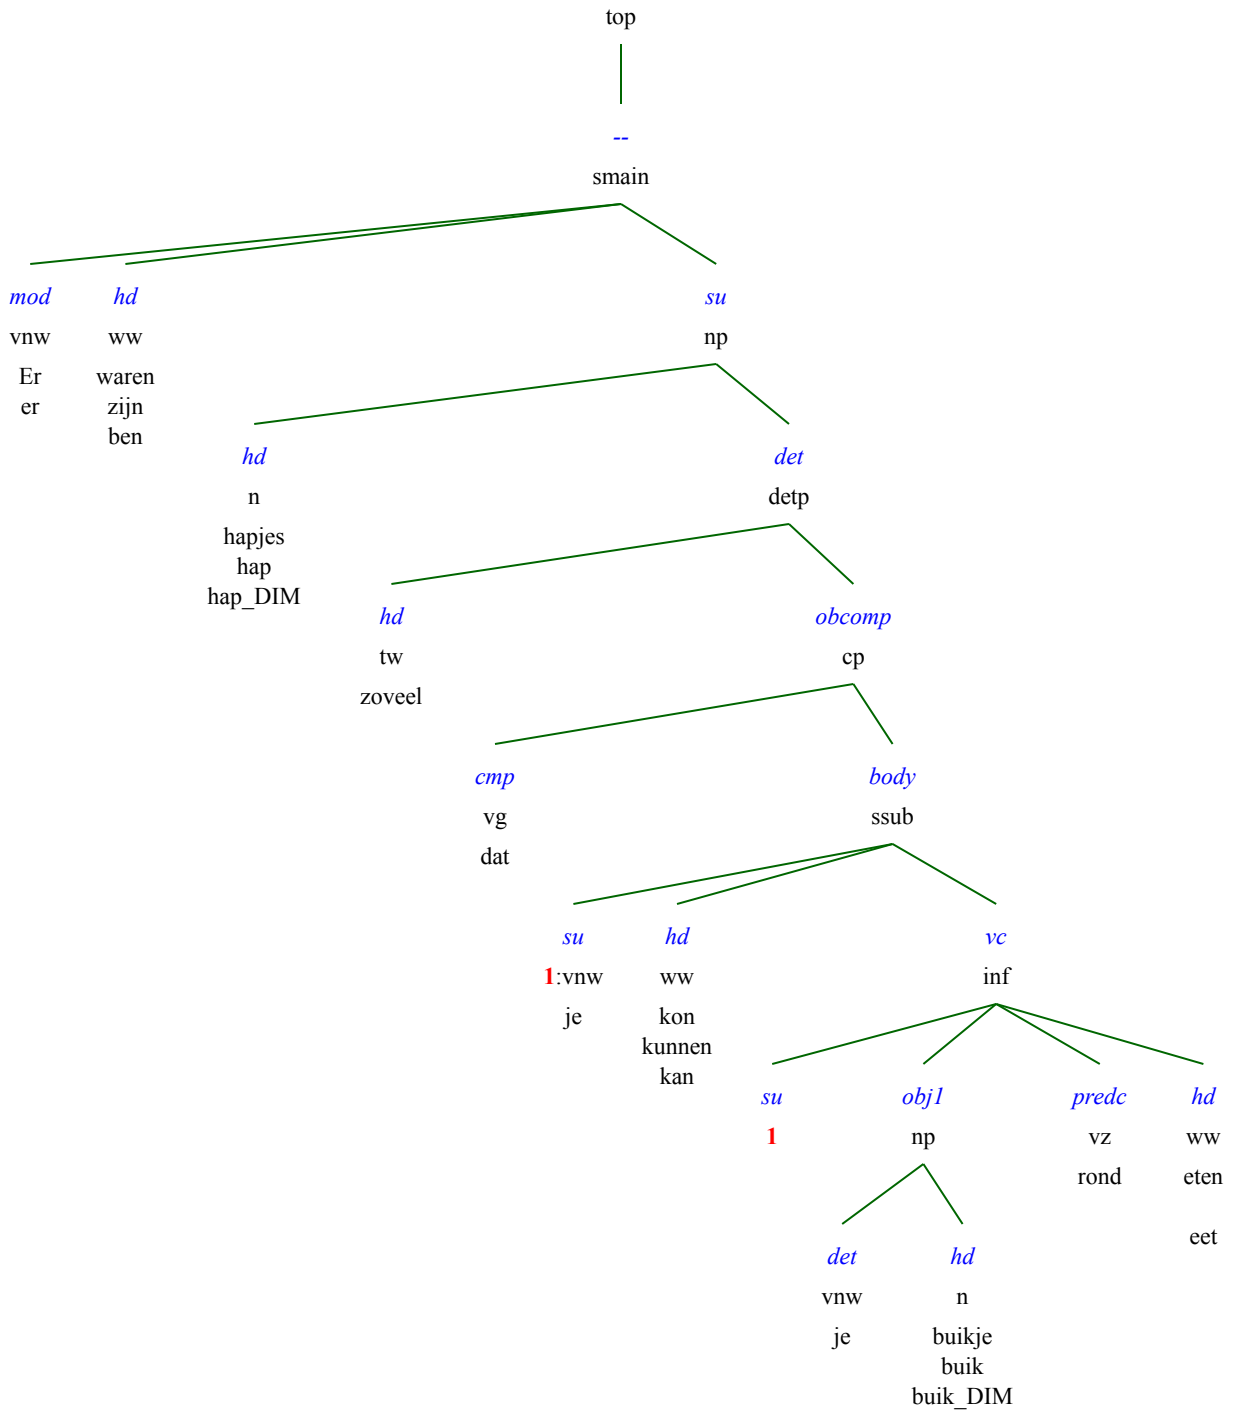 top
--
smain
mod hd su
vnw ww np
Er waren
er zijn
ben
hd det
n detp
hapjes
hap
hap_DIM
hd obcomp
tw cp
zoveel
cmp body
vg ssub
dat
su hd vc
1:vnw ww inf
je kon
kunnen
kan
su obj1 predc hd
1 np vz ww
rond eten
eet
det hd
vnw n
je buikje
buik
buik_DIM